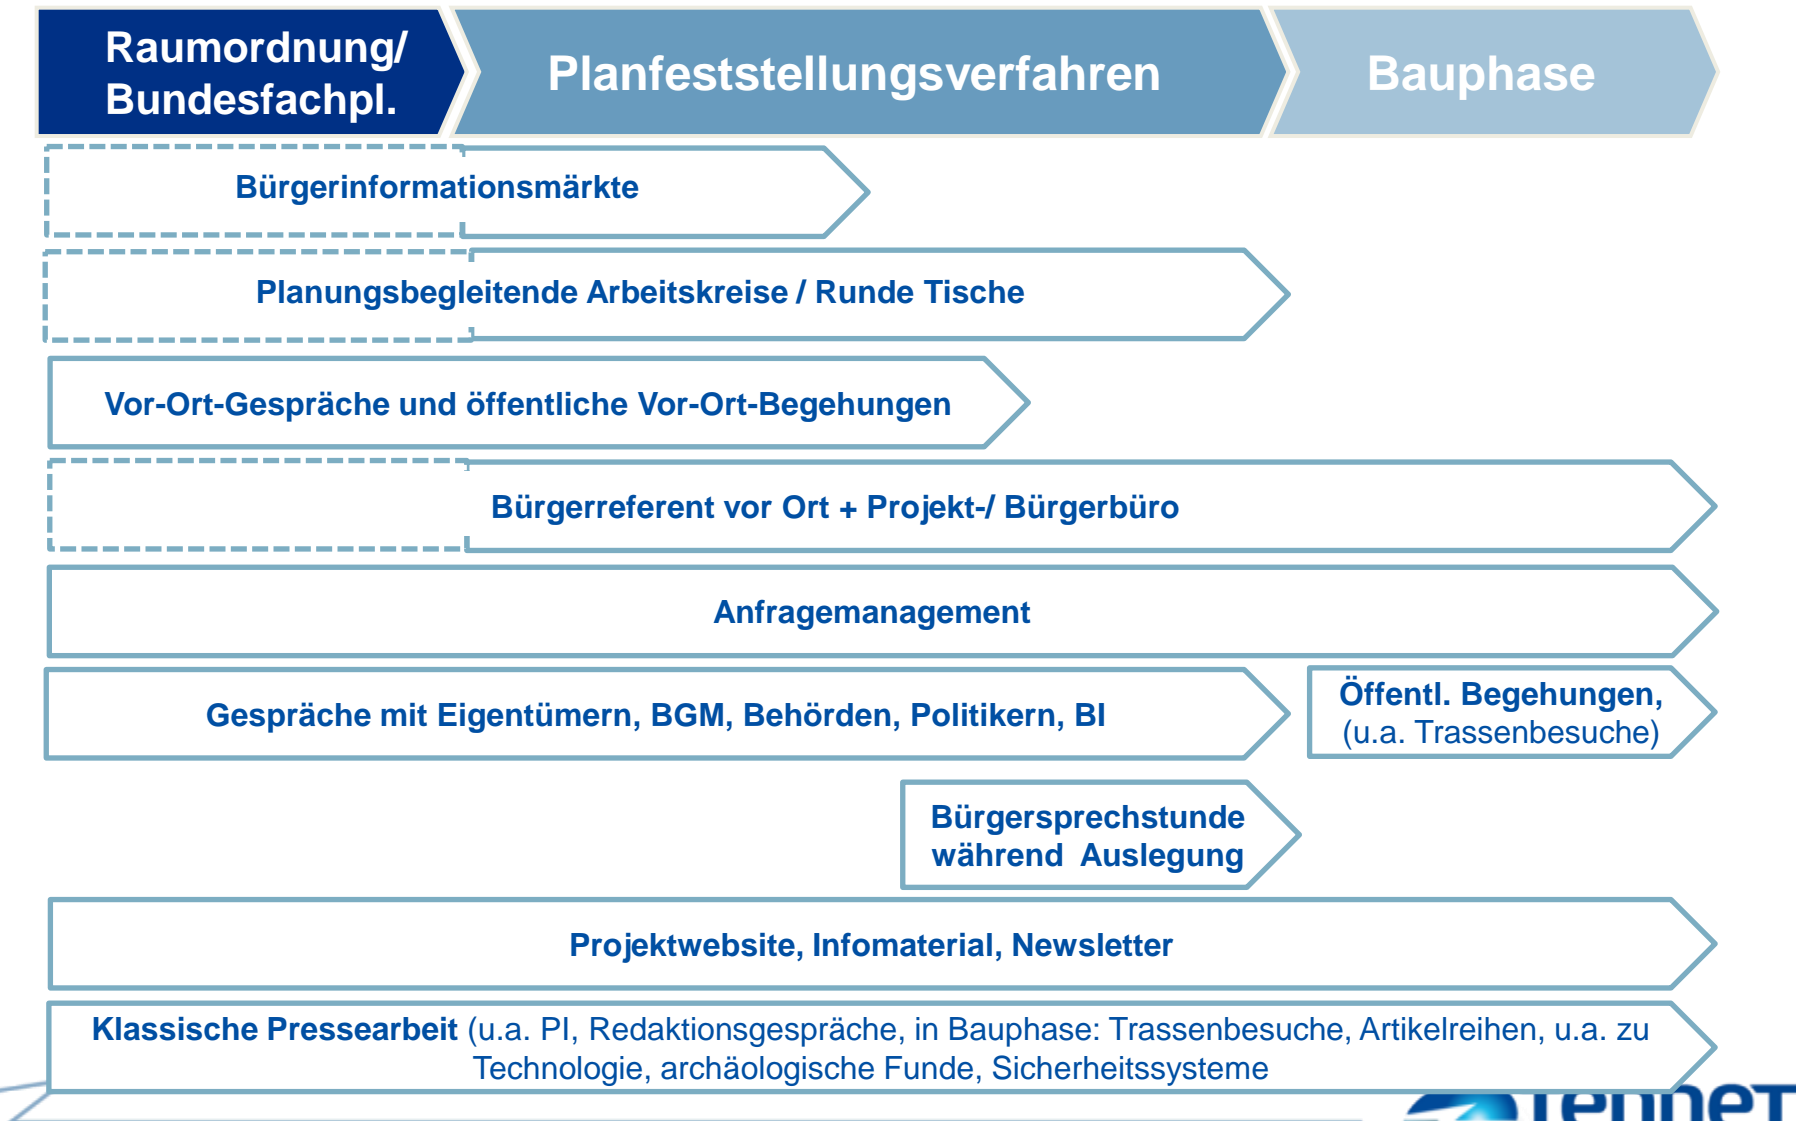 Raumordnung/
Bundesfachpl.
Planfeststellungsverfahren
Bauphase
Bürgerinformationsmärkte
Planungsbegleitende Arbeitskreise / Runde Tische
Vor-Ort-Gespräche und öffentliche Vor-Ort-Begehungen
Bürgerreferent vor Ort + Projekt-/ Bürgerbüro
Anfragemanagement
Gespräche mit Eigentümern, BGM, Behörden, Politikern, BI
Öffentl. Begehungen,
(u.a. Trassenbesuche)
Bürgersprechstunde
während Auslegung
Projektwebsite, Infomaterial, Newsletter
Klassische Pressearbeit (u.a. PI, Redaktionsgespräche, in Bauphase: Trassenbesuche, Artikelreihen, u.a. zu
Technologie, archäologische Funde, Sicherheitssysteme
TenneT